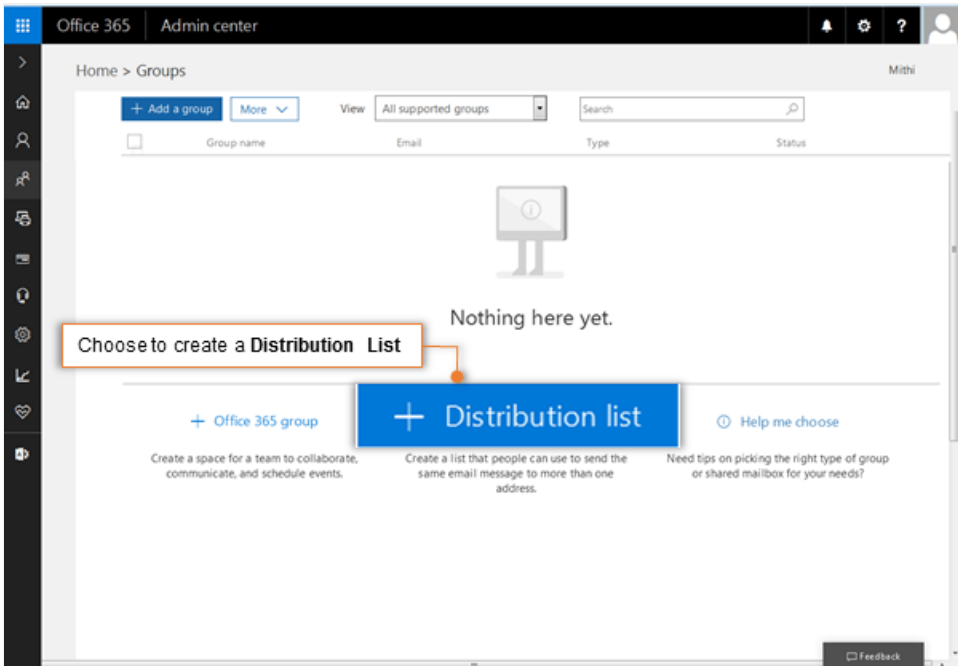 Office 365 Admin center ?
Home > Groups Mithi
+ Add a group More View All supported groups Search
Group name Email Type Status
Nothing here yet.
Choose to create a Distribution List
+ Office 365 group + Distribution list Help me choose
Create a space for a team to collaborate, Create a list that people can use to send the Need tips on picking the right type of group
communicate, and schedule events. same email message to more than one or shared mailbox for your needs?
address.
Feedback